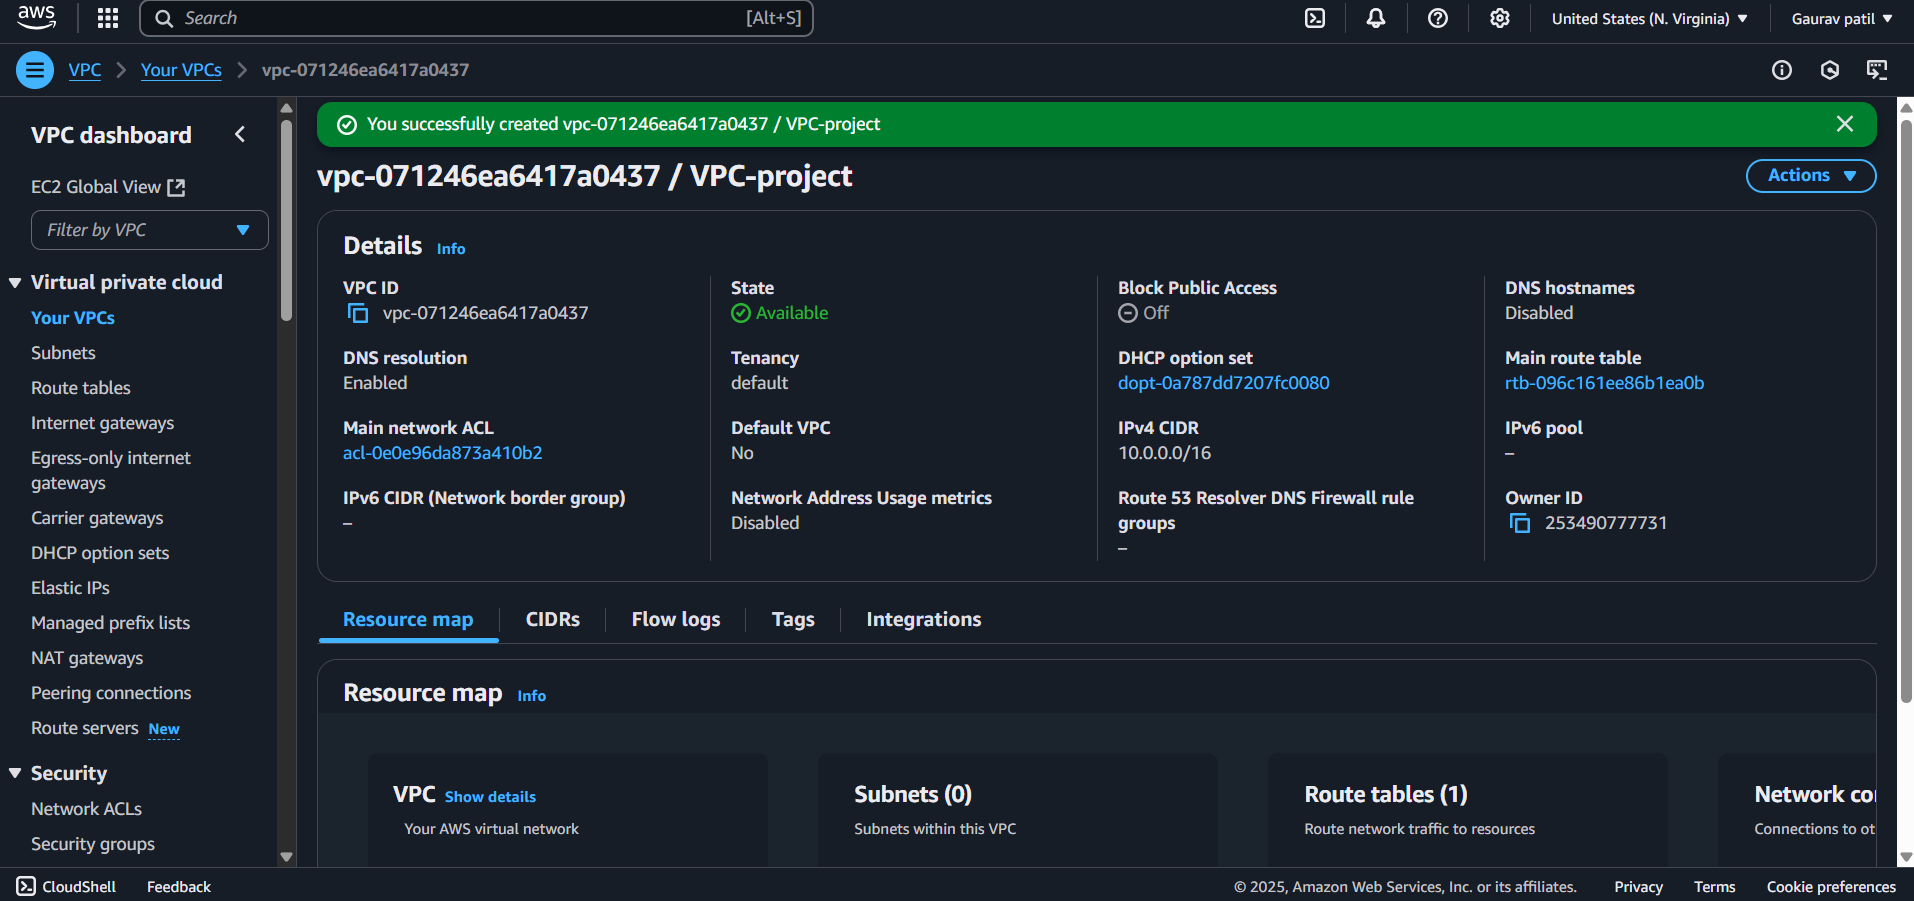 aws
Search
[Alt+S]
United States (N. Virginia)
Gaurav patil
VPC
Your VPCs
vpc-071246ea6417a0437
VPC dashboard
EC2 Global View
Filter by VPC
Virtual private cloud
Your VPCs
Subnets
Route tables
Internet gateways
Egress-only internet
gateways
Carrier gateways
DHCP option sets
Elastic IPs
Managed prefix lists
NAT gateways
Peering connections
Route servers New
Security
Network ACLs
Security groups
You successfully created vpc-071246ea6417a0437 / VPC-project
vpc-071246ea6417a0437 / VPC-project
Actions
Details Info
VPC ID
vpc-071246ea6417a0437
State
Available
Block Public Access
Off
DNS hostnames
Disabled
DNS resolution
Enabled
Tenancy
default
DHCP option set
dopt-0a787dd7207fc0080
Main route table
rtb-096c161ee86b1ea0b
Main network ACL
acl-0e0e96da873a410b2
Default VPC
No
IPv4 CIDR
10.0.0.0/16
IPv6 pool
–
IPv6 CIDR (Network border group)
–
Network Address Usage metrics
Disabled
Route 53 Resolver DNS Firewall rule
groups
–
Owner ID
253490777731
Resource map
CIDRs
Flow logs
Tags
Integrations
Resource map Info
VPC Show details
Your AWS virtual network
Subnets (0)
Subnets within this VPC
Route tables (1)
Route network traffic to resources
Network co
Connections to ot
CloudShell
Feedback
© 2025, Amazon Web Services, Inc. or its affiliates.
Privacy
Terms
Cookie preferences